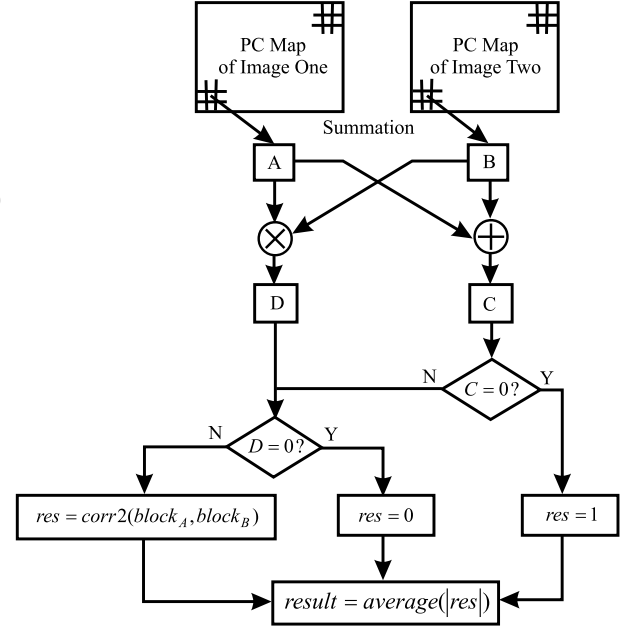 PC Map
of Image One
PC Map
of Image Two
Summation
A
B
D
C
N
C = 0?
Y
N
D = 0?
Y
res = corr2(block_A, block_B)
res = 0
res = 1
result = average(|res|)